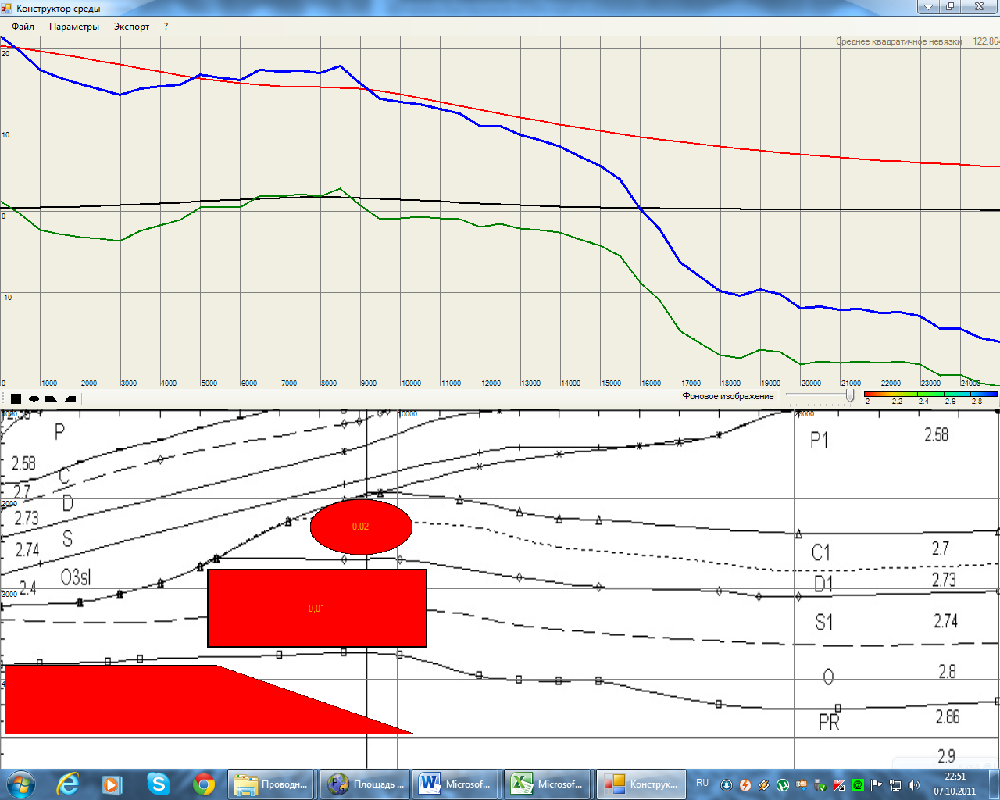 Конструктор среды -
Файл Параметры Экспорт ?
Среднее квадратичное невязки 122,864
20
10
0
-10
0 1000 2000 3000 4000 5000 6000 7000 8000 9000 10000 11000 12000 13000 14000 15000 16000 17000 18000 19000 20000 21000 22000 23000 24000
Фоновое изображение
2 2.2 2.4 2.6 2.8
10000
P P1 2.58
2.58
C
2.7
2000
D
2.73
0,02
S
2.74 C1 2.7
O3sl D1 2.73
2.4
3000
0,01
S1 2.74
O 2.8
4
PR 2.86
2.9
Проводн...
Площадь ...
Microsof...
Microsof...
Конструк...
RU
22:51
07.10.2011